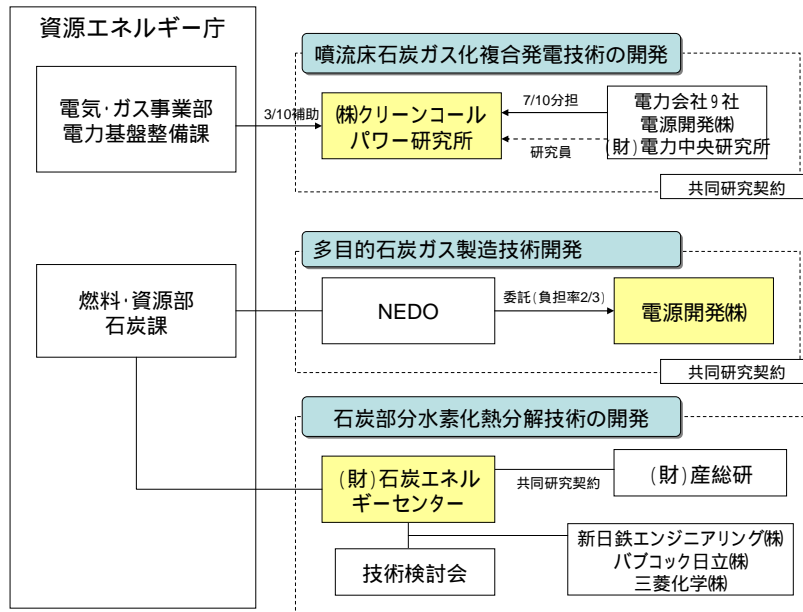 資源エネルギー庁
電気・ガス事業部
電力基盤整備課
3/10補助
噴流床石炭ガス化複合発電技術の開発
㈱クリーンコール
パワー研究所
7/10分担
研究員
電力会社9社
電源開発㈱
(財)電力中央研究所
共同研究契約
多目的石炭ガス製造技術開発
燃料・資源部
石炭課
NEDO
委託(負担率2/3)
電源開発㈱
共同研究契約
石炭部分水素化熱分解技術の開発
(財)石炭エネル
ギーセンター
共同研究契約
(財)産総研
技術検討会
新日鉄エンジニアリング㈱
バブコック日立㈱
三菱化学㈱